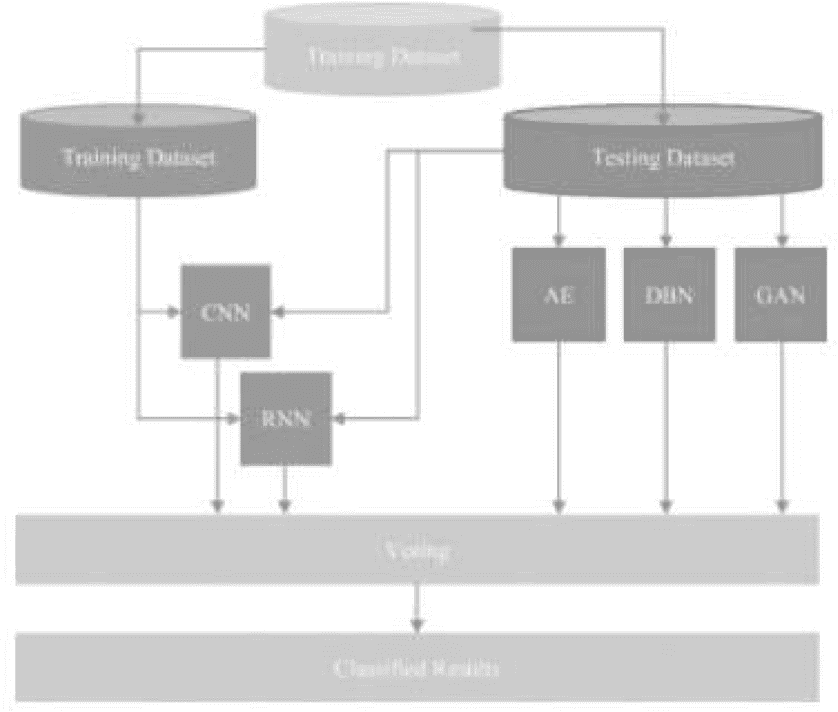 Training Dataset
Training Dataset
Testing Dataset
CNN
AE
DBN
GAN
RNN
Voting
Classified Results